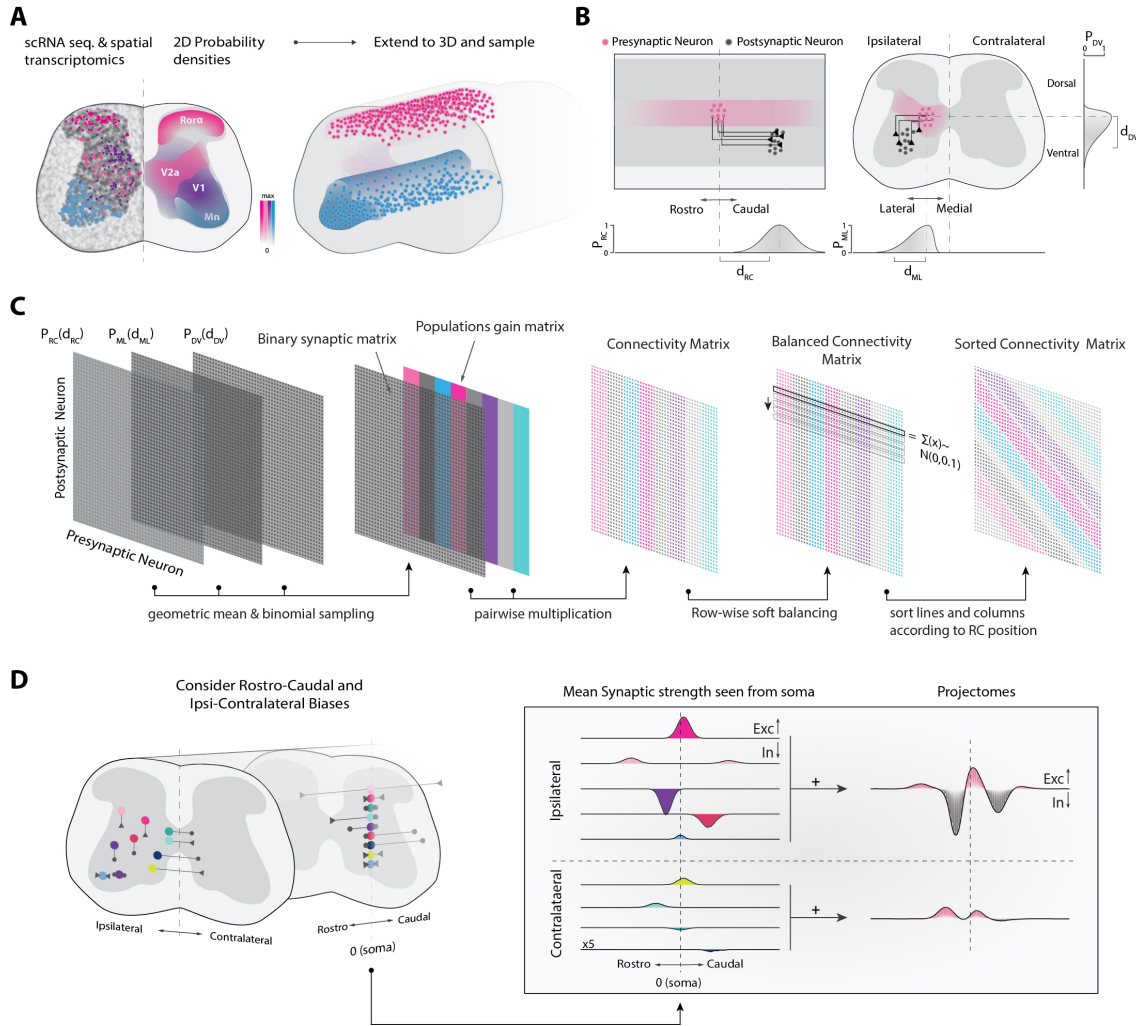 A
scRNA seq. & spatial
transcriptomics
2D Probability
densities
Extend to 3D and sample
Rorα
V2a
V1
Mn
max
0
B
Presynaptic Neuron
Postsynaptic Neuron
Ipsilateral
Contralateral
P_DV
0 1
Dorsal
Ventral
d_DV
Rostro
Caudal
Lateral
Medial
P_RC
1
0
d_RC
P_ML
1
0
d_ML
C
P_RC(d_RC)
P_ML(d_ML)
P_DV(d_DV)
Binary synaptic matrix
Populations gain matrix
Connectivity Matrix
Balanced Connectivity
Matrix
Sorted Connectivity Matrix
Postsynaptic Neuron
Presynaptic Neuron
= Σ(x)~
N(0,0.1)
geometric mean & binomial sampling
pairwise multiplication
Row-wise soft balancing
sort lines and columns
according to RC position
D
Consider Rostro-Caudal and
Ipsi-Contralateral Biases
Ipsilateral
Contralateral
Rostro
Caudal
0 (soma)
Mean Synaptic strength seen from soma
Projectomes
Ipsilateral
Exc
In
+
Exc
In
Contralataeral
+
x5
Rostro
Caudal
0 (soma)